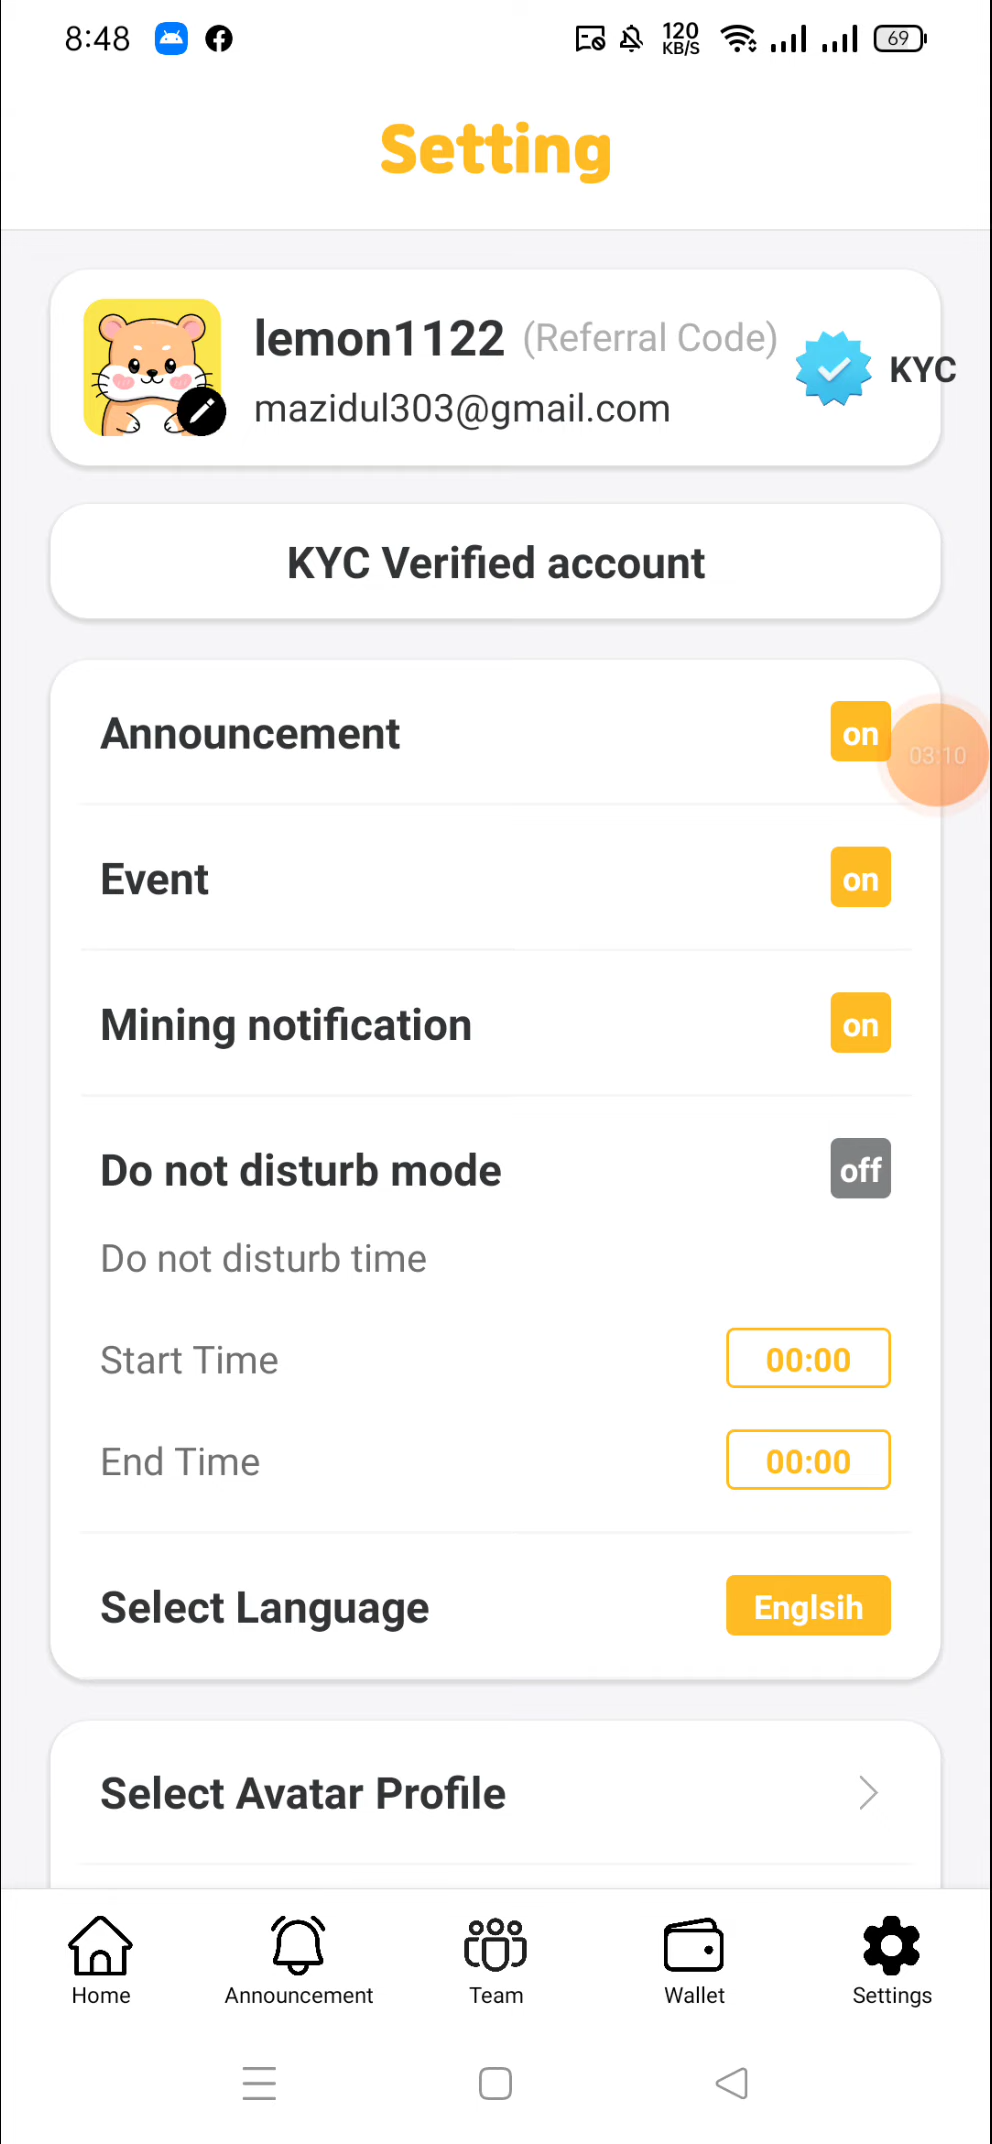 8:48 120 KB/S 69
Setting
lemon1122 (Referral Code)
mazidul303@gmail.com
KYC
KYC Verified account
Announcement on
03:10
Event on
Mining notification on
Do not disturb mode off
Do not disturb time
Start Time 00:00
End Time 00:00
Select Language Englsih
Select Avatar Profile
Home Announcement Team Wallet Settings